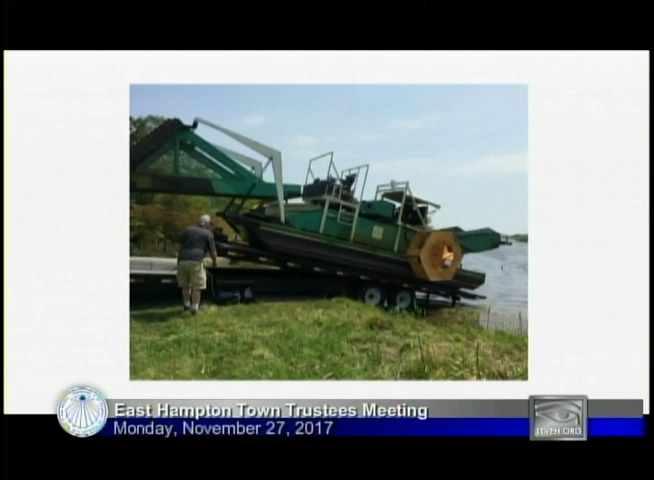 East Hampton Town Trustees Meeting
Monday, November 27, 2017
LTVEH.ORG